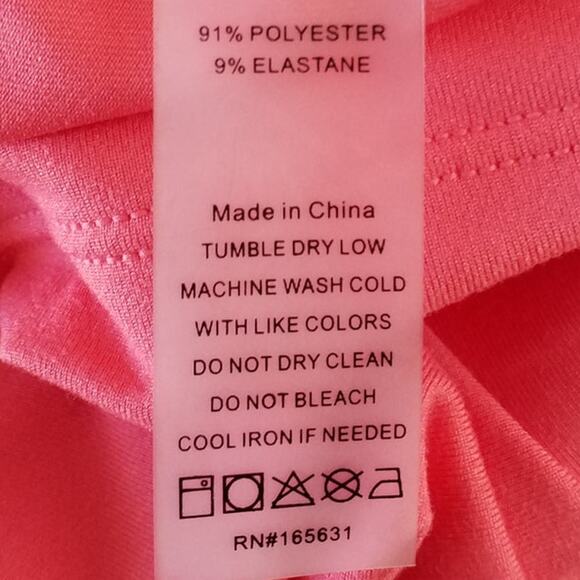 91% POLYESTER
9% ELASTANE
Made in China
TUMBLE DRY LOW
MACHINE WASH COLD
WITH LIKE COLORS
DO NOT DRY CLEAN
DO NOT BLEACH
COOL IRON IF NEEDED
RN#165631